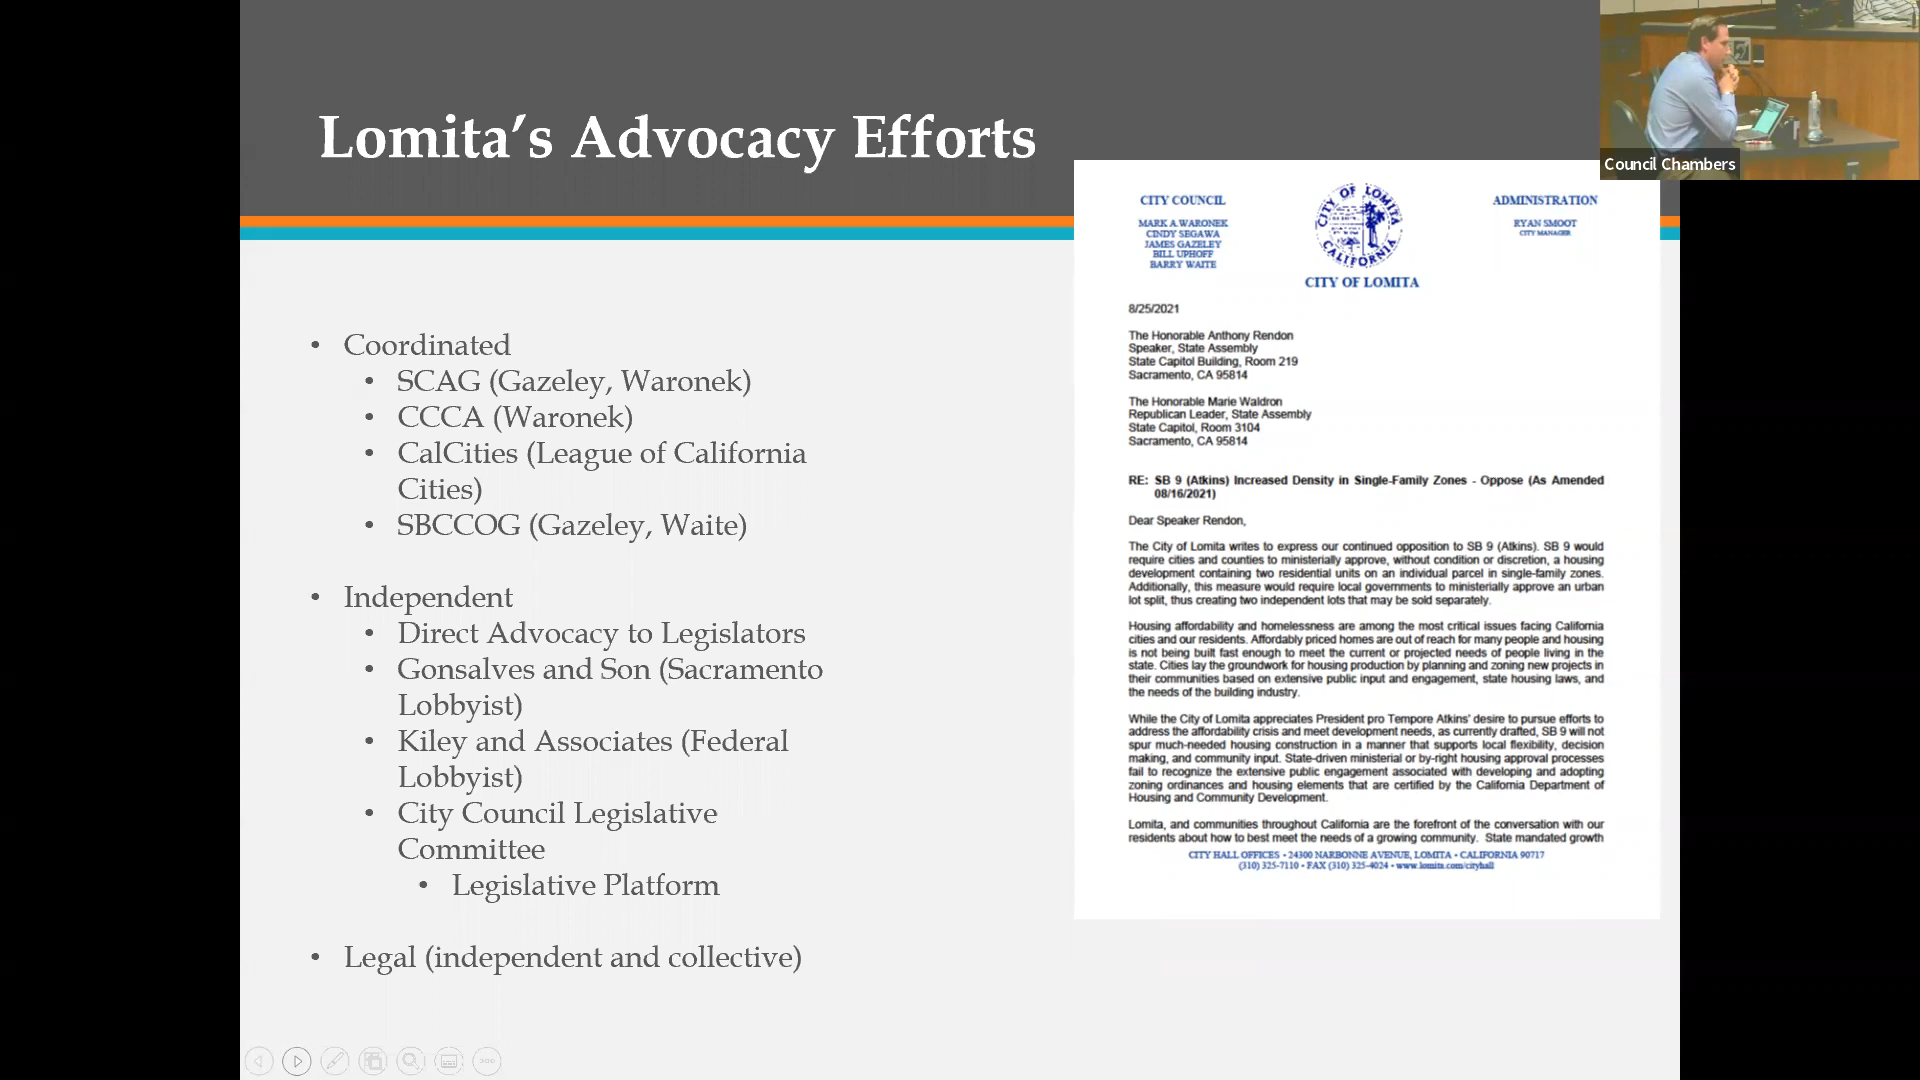 Lomita’s Advocacy Efforts
• Coordinated
• SCAG (Gazeley, Waronek)
• CCCA (Waronek)
• CalCities (League of California
Cities)
• SBCCOG (Gazeley, Waite)
• Independent
• Direct Advocacy to Legislators
• Gonsalves and Son (Sacramento
Lobbyist)
• Kiley and Associates (Federal
Lobbyist)
• City Council Legislative
Committee
• Legislative Platform
• Legal (independent and collective)
Council Chambers
CITY COUNCIL
MARK A. WARONEK
CINDY SEGAWA
JAMES GAZELEY
BILL UPHOFF
BARRY WAITE
CITY OF LOMITA
CALIFORNIA
CITY OF LOMITA
ADMINISTRATION
RYAN SMOOT
CITY MANAGER
8/25/2021
The Honorable Anthony Rendon
Speaker, State Assembly
State Capitol Building, Room 219
Sacramento, CA 95814
The Honorable Marie Waldron
Republican Leader, State Assembly
State Capitol, Room 3104
Sacramento, CA 95814
RE: SB 9 (Atkins) Increased Density in Single-Family Zones - Oppose (As Amended
08/16/2021)
Dear Speaker Rendon,
The City of Lomita writes to express our continued opposition to SB 9 (Atkins). SB 9 would
require cities and counties to ministerially approve, without condition or discretion, a housing
development containing two residential units on an individual parcel in single-family zones.
Additionally, this measure would require local governments to ministerially approve an urban
lot split, thus creating two independent lots that may be sold separately.
Housing affordability and homelessness are among the most critical issues facing California
cities and our residents. Affordably priced homes are out of reach for many people and housing
is not being built fast enough to meet the current or projected needs of people living in the
state. Cities lay the groundwork for housing production by planning and zoning new projects in
their communities based on extensive public input and engagement, state housing laws, and
the needs of the building industry.
While the City of Lomita appreciates President pro Tempore Atkins’ desire to pursue efforts to
address the affordability crisis and meet development needs, as currently drafted, SB 9 will not
spur much-needed housing construction in a manner that supports local flexibility, decision
making, and community input. State-driven ministerial or by-right housing approval processes
fail to recognize the extensive public engagement associated with developing and adopting
zoning ordinances and housing elements that are certified by the California Department of
Housing and Community Development.
Lomita, and communities throughout California are the forefront of the conversation with our
residents about how to best meet the needs of a growing community. State mandated growth
CITY HALL OFFICES • 24300 NARBONNE AVENUE, LOMITA • CALIFORNIA 90717
(310) 325-7110 • FAX (310) 325-4024 • www.lomita.com/cityhall